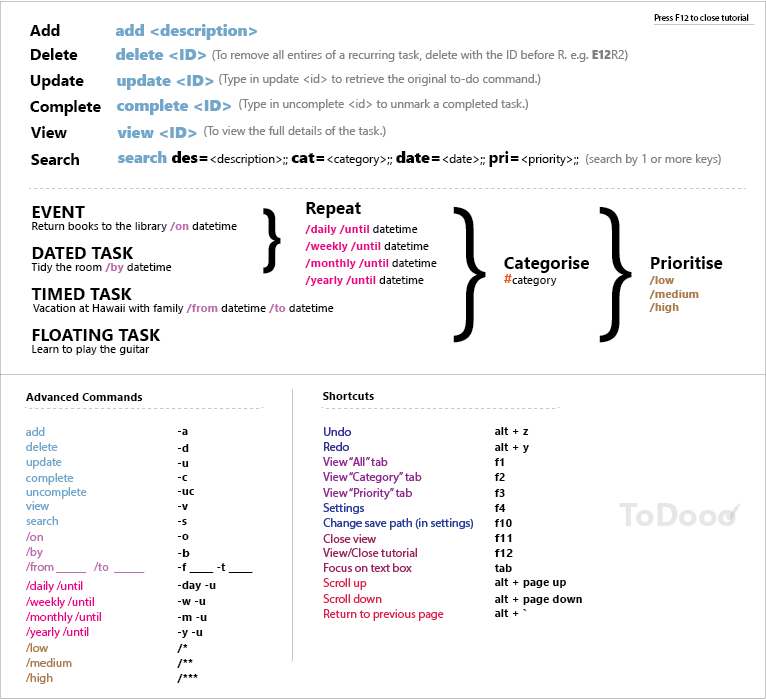 Press F12 to close tutorial
Add add <description>
Delete delete <ID> (To remove all entires of a recurring task, delete with the ID before R. e.g. E12R2)
Update update <ID> (Type in update <id> to retrieve the original to-do command.)
Complete complete <ID> (Type in uncomplete <id> to unmark a completed task.)
View view <ID> (To view the full details of the task.)
Search search des=<description>;; cat=<category>;; date=<date>;; pri=<priority>;; (search by 1 or more keys)
EVENT
Return books to the library /on datetime
DATED TASK
Tidy the room /by datetime
TIMED TASK
Vacation at Hawaii with family /from datetime /to datetime
FLOATING TASK
Learn to play the guitar
}
Repeat
/daily /until datetime
/weekly /until datetime
/monthly /until datetime
/yearly /until datetime
}
Categorise
#category
}
Prioritise
/low
/medium
/high
Advanced Commands
add -a
delete -d
update -u
complete -c
uncomplete -uc
view -v
search -s
/on -o
/by -b
/from _____ /to _____ -f ____ -t ____
/daily /until -day -u
/weekly /until -w -u
/monthly /until -m -u
/yearly /until -y -u
/low /*
/medium /**
/high /***
Shortcuts
Undo alt + z
Redo alt + y
View “All” tab f1
View “Category” tab f2
View “Priority” tab f3
Settings f4
Change save path (in settings) f10
Close view f11
View/Close tutorial f12
Focus on text box tab
Scroll up alt + page up
Scroll down alt + page down
Return to previous page alt + `
ToDooo